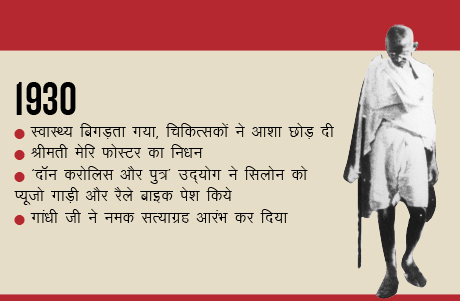 1930
● स्वास्थ्य बिगड़ता गया, चिकित्सकों ने आशा छोड़ दी
● श्रीमती मेरि फोस्टर का निधन
● 'दॉन करोलिस और पुत्र' उद्योग ने सिलोन को
प्यूजो गाड़ी और रैले बाइक पेश किये
● गांधी जी ने नमक सत्याग्रह आरंभ कर दिया